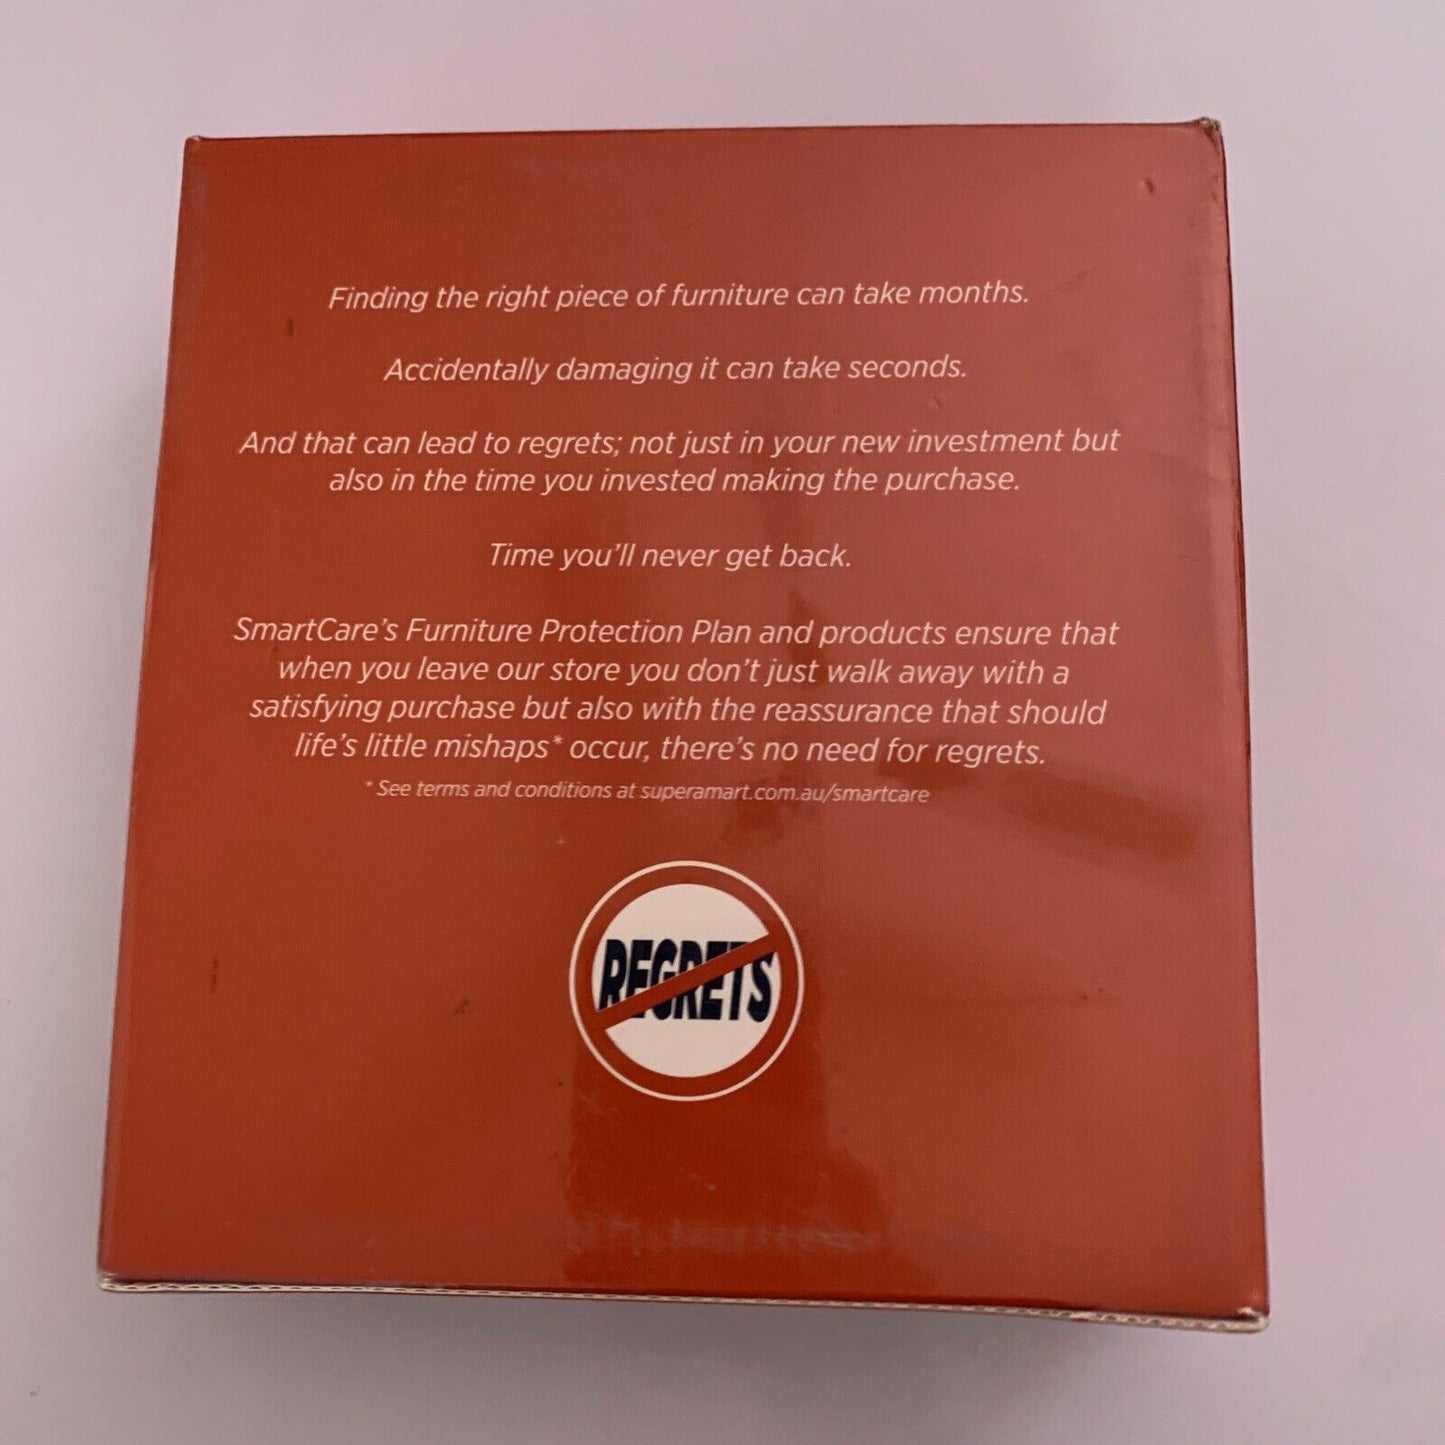 Finding the right piece of furniture can take months.
Accidentally damaging it can take seconds.
And that can lead to regrets; not just in your new investment but
also in the time you invested making the purchase.
Time you'll never get back.
SmartCare's Furniture Protection Plan and products ensure that
when you leave our store you don't just walk away with a
satisfying purchase but also with the reassurance that should
life's little mishaps* occur, there's no need for regrets.
* See terms and conditions at superamart.com.au/smartcare
REGRETS